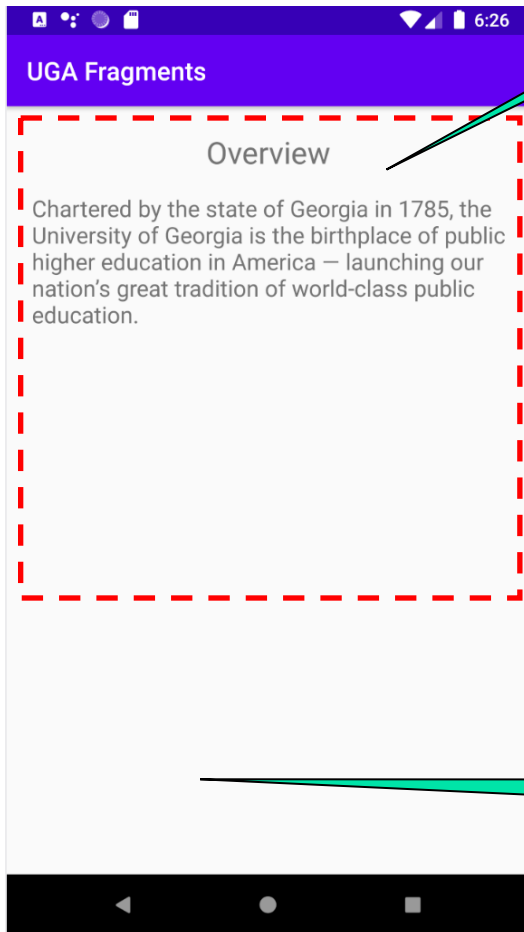 6:26
UGA Fragments
Overview
Chartered by the state of Georgia in 1785, the
University of Georgia is the birthplace of public
higher education in America — launching our
nation’s great tradition of world-class public
education.